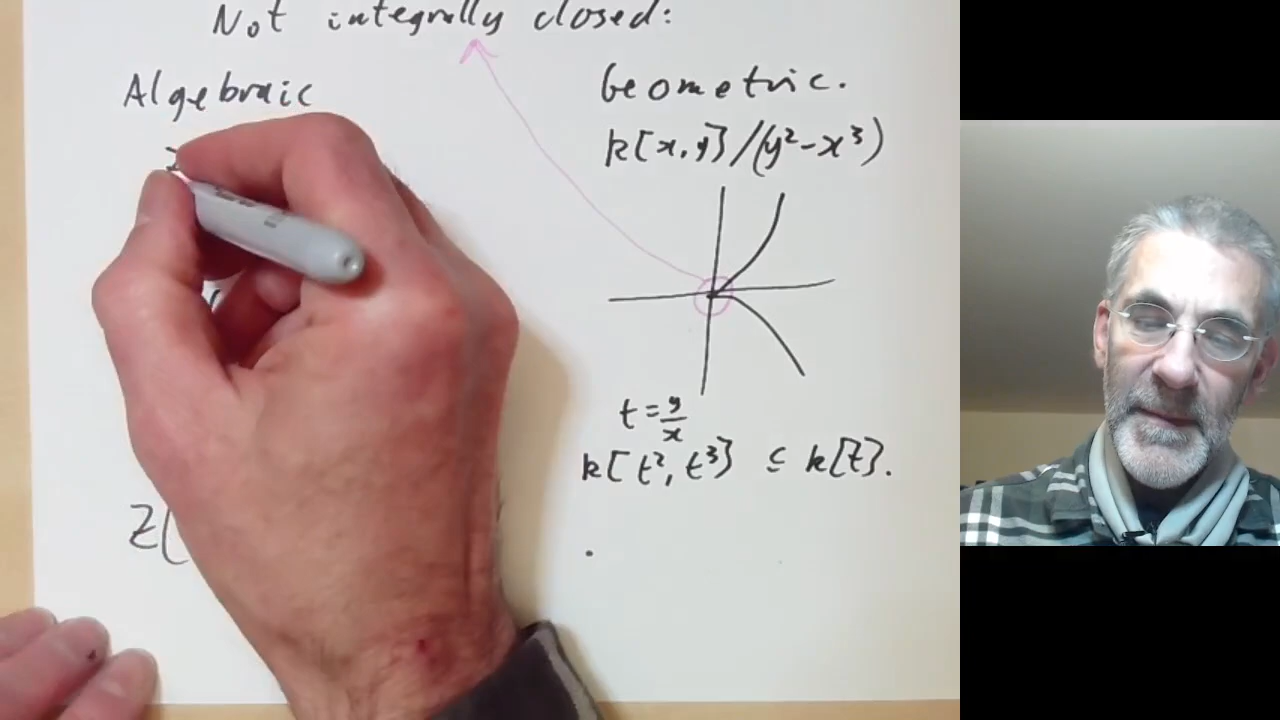 Not integrally closed:
Algebraic
Geometric.
k[x,y]/(y²-x³)
t = y/x
k[t², t³] ⊆ k[t].
Z[